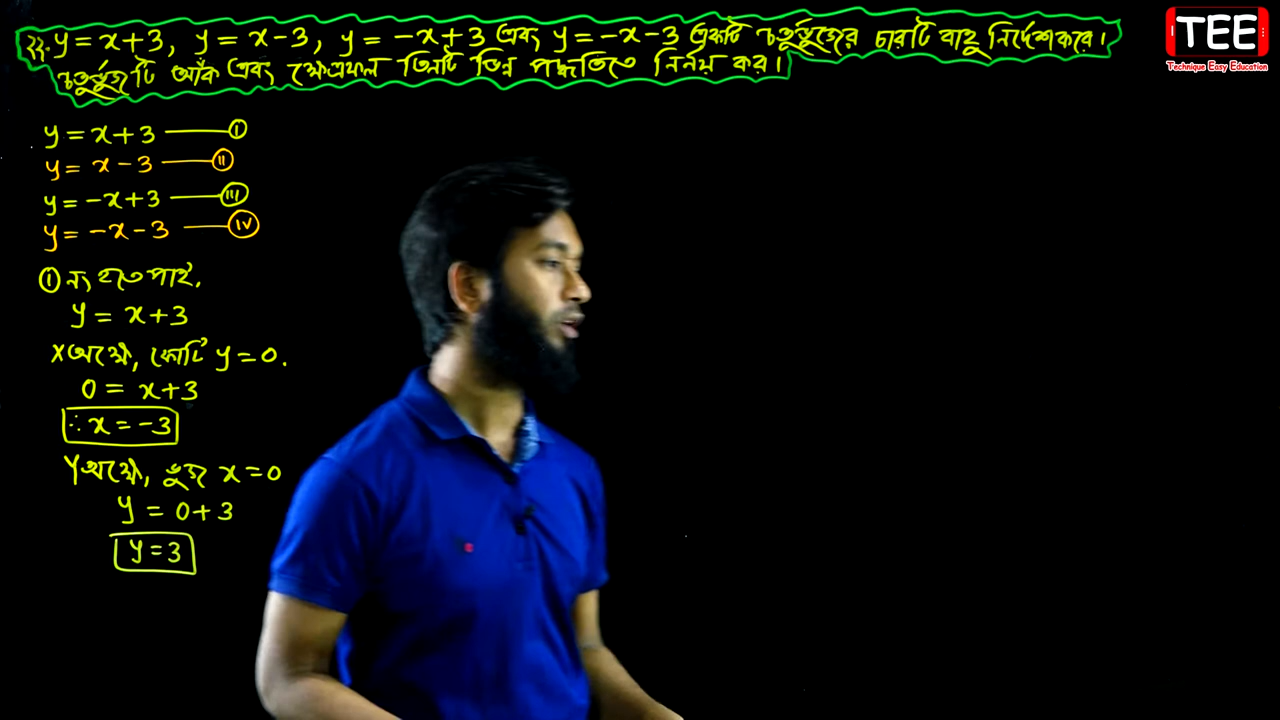 ২২. y = x+3, y = x-3, y = -x+3 এবং y = -x-3 একটি চতুর্ভুজের চারটি বাহু নির্দেশ করে।
চতুর্ভুজটি আঁক এবং ক্ষেত্রফল তিনটি ভিন্ন পদ্ধতিতে নির্নয় কর।
TEE
Technique Easy Education
y = x+3 —— (i)
y = x-3 —— (ii)
y = -x+3 —— (iii)
y = -x-3 —— (iv)
(i) নং হতে পাই,
y = x+3
X অক্ষে, কোটি y = 0.
0 = x+3
∴ x = -3
Y অক্ষে, ভুজ x = 0
y = 0+3
y = 3